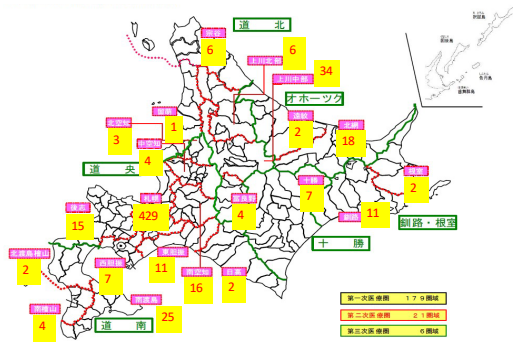 道 北
宗谷
6
上川北部
6
上川中部
34
オホーツク
遠紋
2
北網
18
留萌
1
北空知
3
中空知
4
道 央
根室
2
十勝
7
釧路
11
釧路・根室
札幌
429
富良野
4
後志
15
十 勝
東胆振
11
南空知
16
日高
2
北渡島檜山
2
西胆振
7
南渡島
25
南檜山
4
道 南
第一次医療圏 179圏域
第二次医療圏 21圏域
第三次医療圏 6圏域